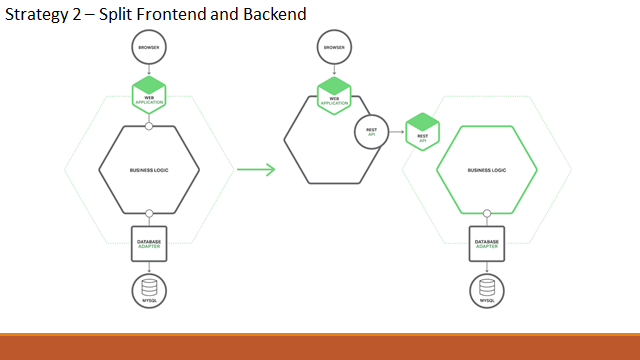 Strategy 2 – Split Frontend and Backend
BROWSER
WEB
APPLICATION
BUSINESS LOGIC
DATABASE
ADAPTER
MYSQL
BROWSER
WEB
APPLICATION
REST
API
REST
API
BUSINESS LOGIC
DATABASE
ADAPTER
MYSQL